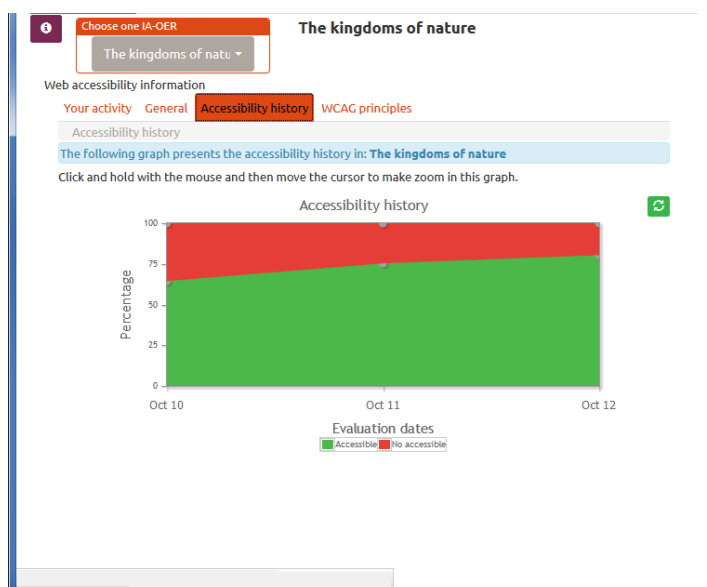 Choose one IA-OER
The kingdoms of natu
The kingdoms of nature
Web accessibility information
Your activity General Accessibility history WCAG principles
Accessibility history
The following graph presents the accessibility history in: The kingdoms of nature
Click and hold with the mouse and then move the cursor to make zoom in this graph.
Accessibility history
100
75
50
25
0
Percentage
Oct 10 Oct 11 Oct 12
Evaluation dates
Accessible No accessible